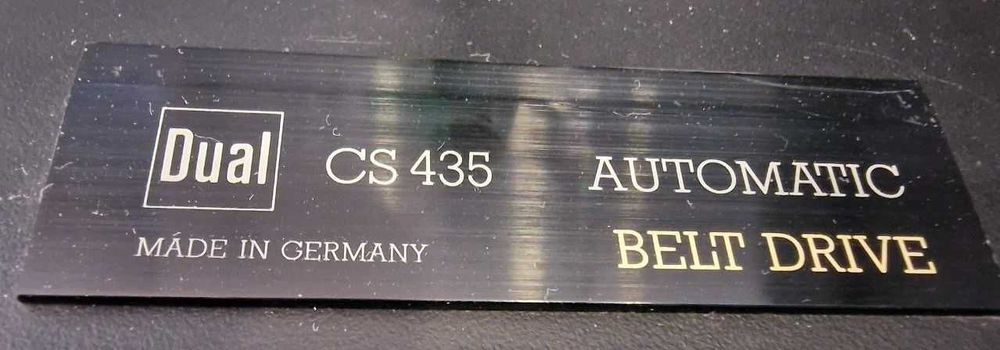 Dual CS 435 AUTOMATIC
MADE IN GERMANY BELT DRIVE